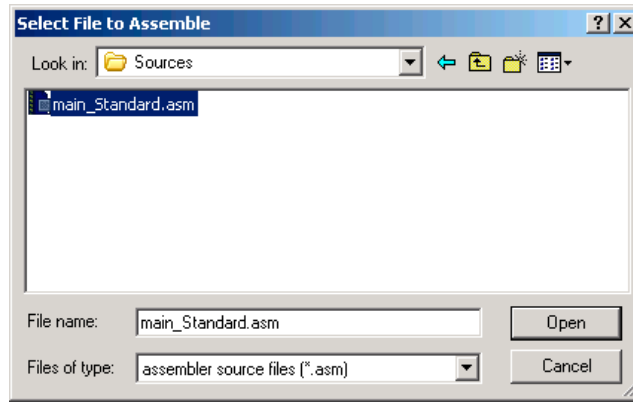 Select File to Assemble
Look in: Sources
main_Standard.asm
File name: main_Standard.asm Open
Files of type: assembler source files (*.asm) Cancel